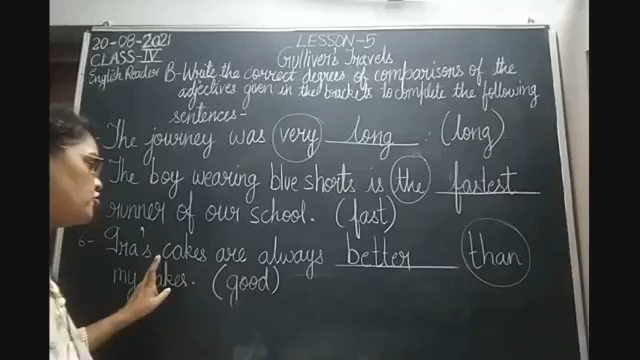 20-08-2021
CLASS-IV
English Reader
LESSON-5
Gulliver's Travels
B-Write the correct degrees of comparisons of the
adjectives given in the brackets to complete the following
sentences-
The journey was very long. (long)
The boy wearing blue shorts is the fastest
runner of our school. (fast)
6- Ira's cakes are always better than
my cakes. (good)